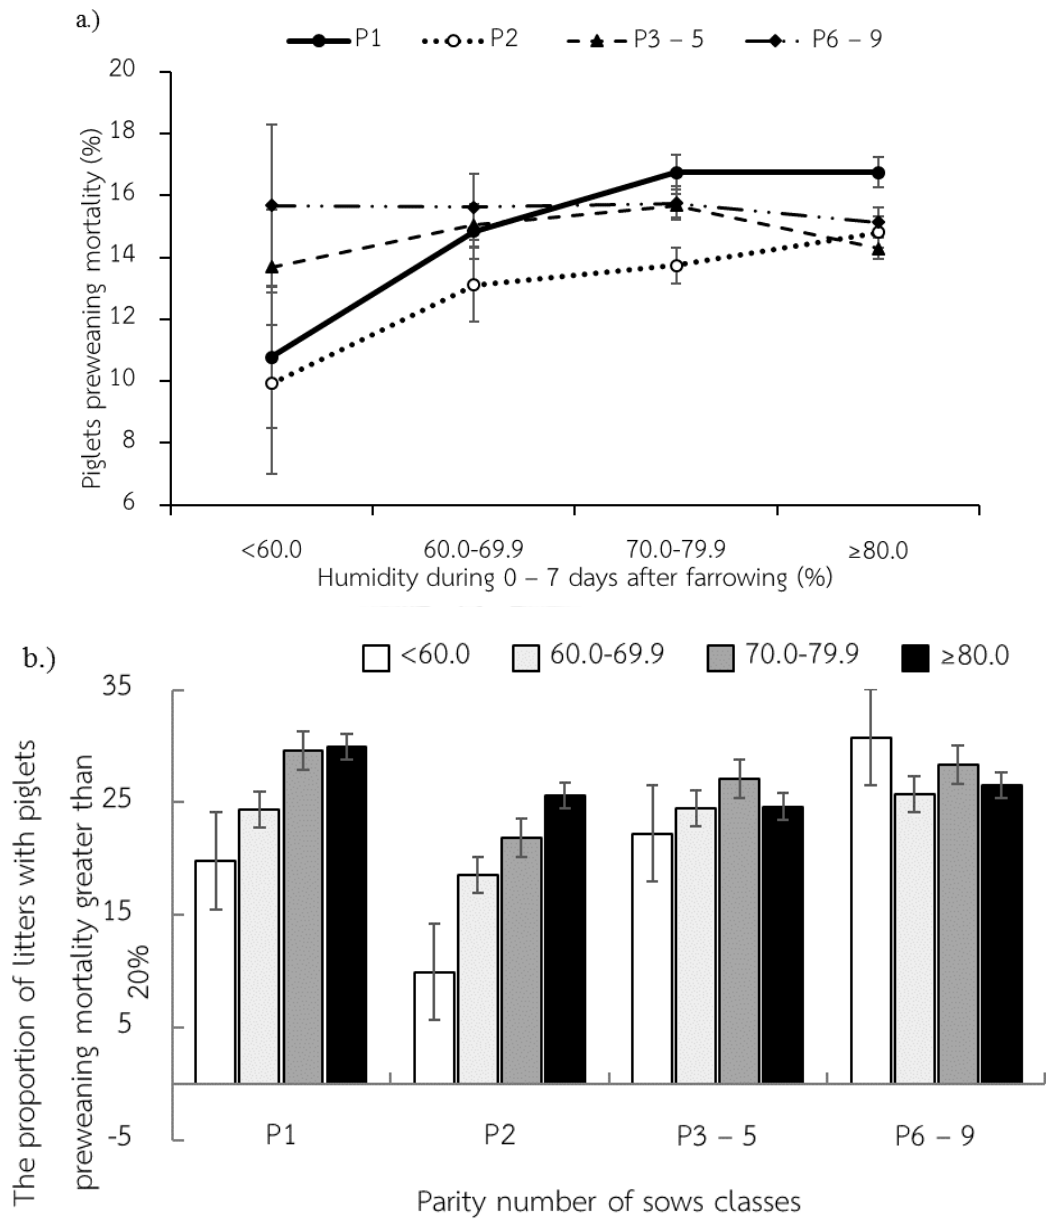 a.)
P1 P2 P3 – 5 P6 – 9
Piglets preweaning mortality (%)
20
18
16
14
12
10
8
6
<60.0 60.0-69.9 70.0-79.9 ≥80.0
Humidity during 0 – 7 days after farrowing (%)
b.)
<60.0 60.0-69.9 70.0-79.9 ≥80.0
The proportion of litters with piglets
preweaning mortality greater than
20%
35
25
15
5
-5
P1 P2 P3 – 5 P6 – 9
Parity number of sows classes